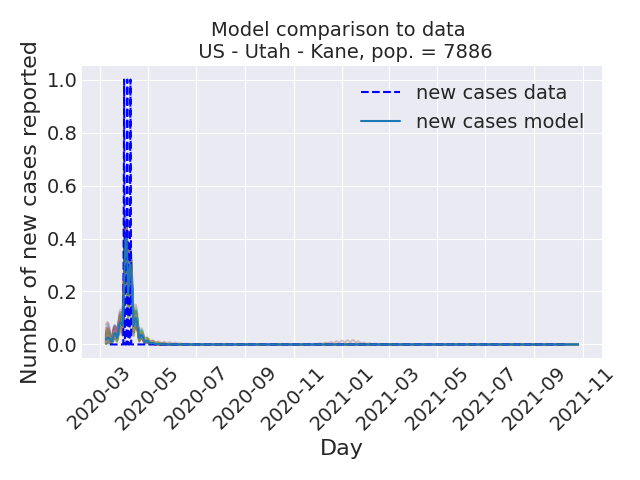 Model comparison to data
US - Utah - Kane, pop. = 7886
Number of new cases reported
1.0
0.8
0.6
0.4
0.2
0.0
new cases data
new cases model
2020-03
2020-05
2020-07
2020-09
2020-11
2021-01
2021-03
2021-05
2021-07
2021-09
2021-11
Day